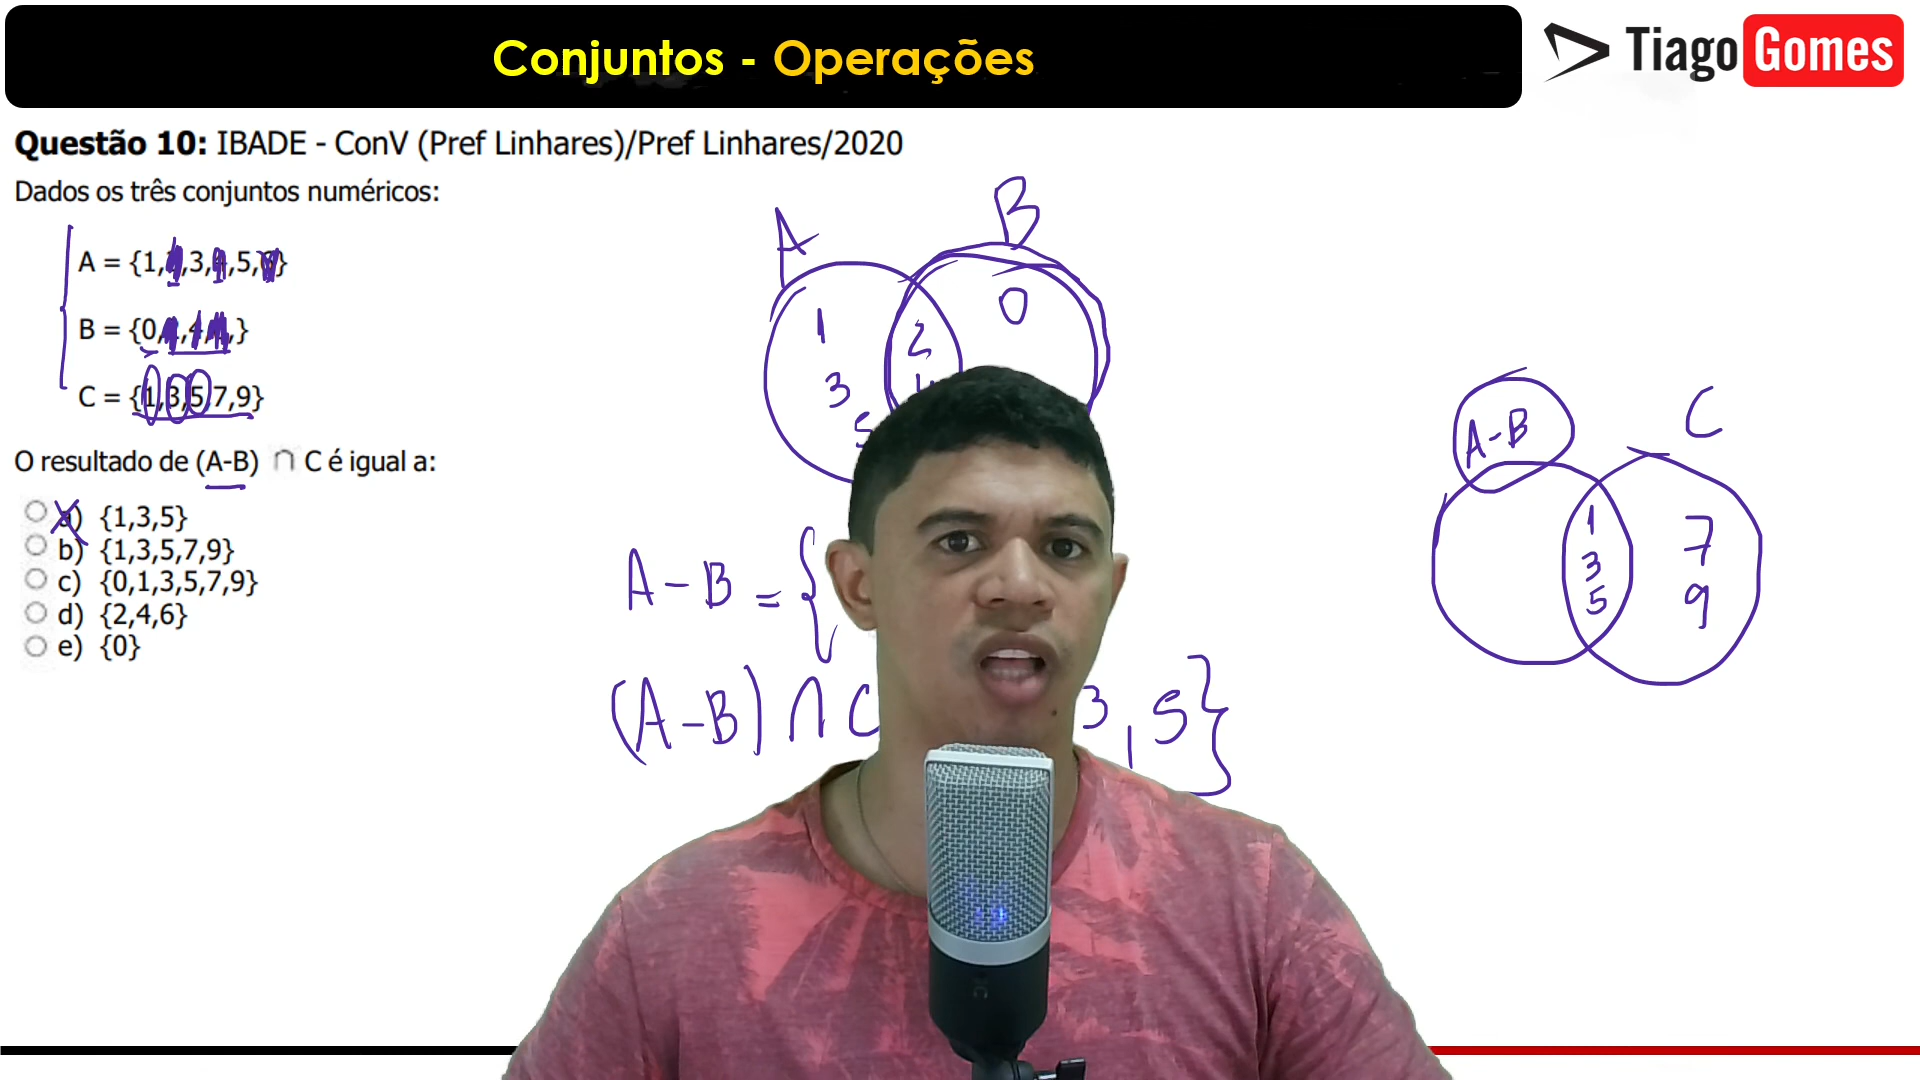 Conjuntos - Operações
Tiago Gomes
Questão 10: IBADE - ConV (Pref Linhares)/Pref Linhares/2020
Dados os três conjuntos numéricos:
A = {1, ,3, ,5, }
B = {0, ,4, ,}
C = {1,3,5,7,9}
O resultado de (A-B) ∩ C é igual a:
a) {1,3,5}
b) {1,3,5,7,9}
c) {0,1,3,5,7,9}
d) {2,4,6}
e) {0}
A B
1 2 0
3
5
A-B = {
(A-B) ∩ C 3, 5}
A-B C
1 7
3
5 9